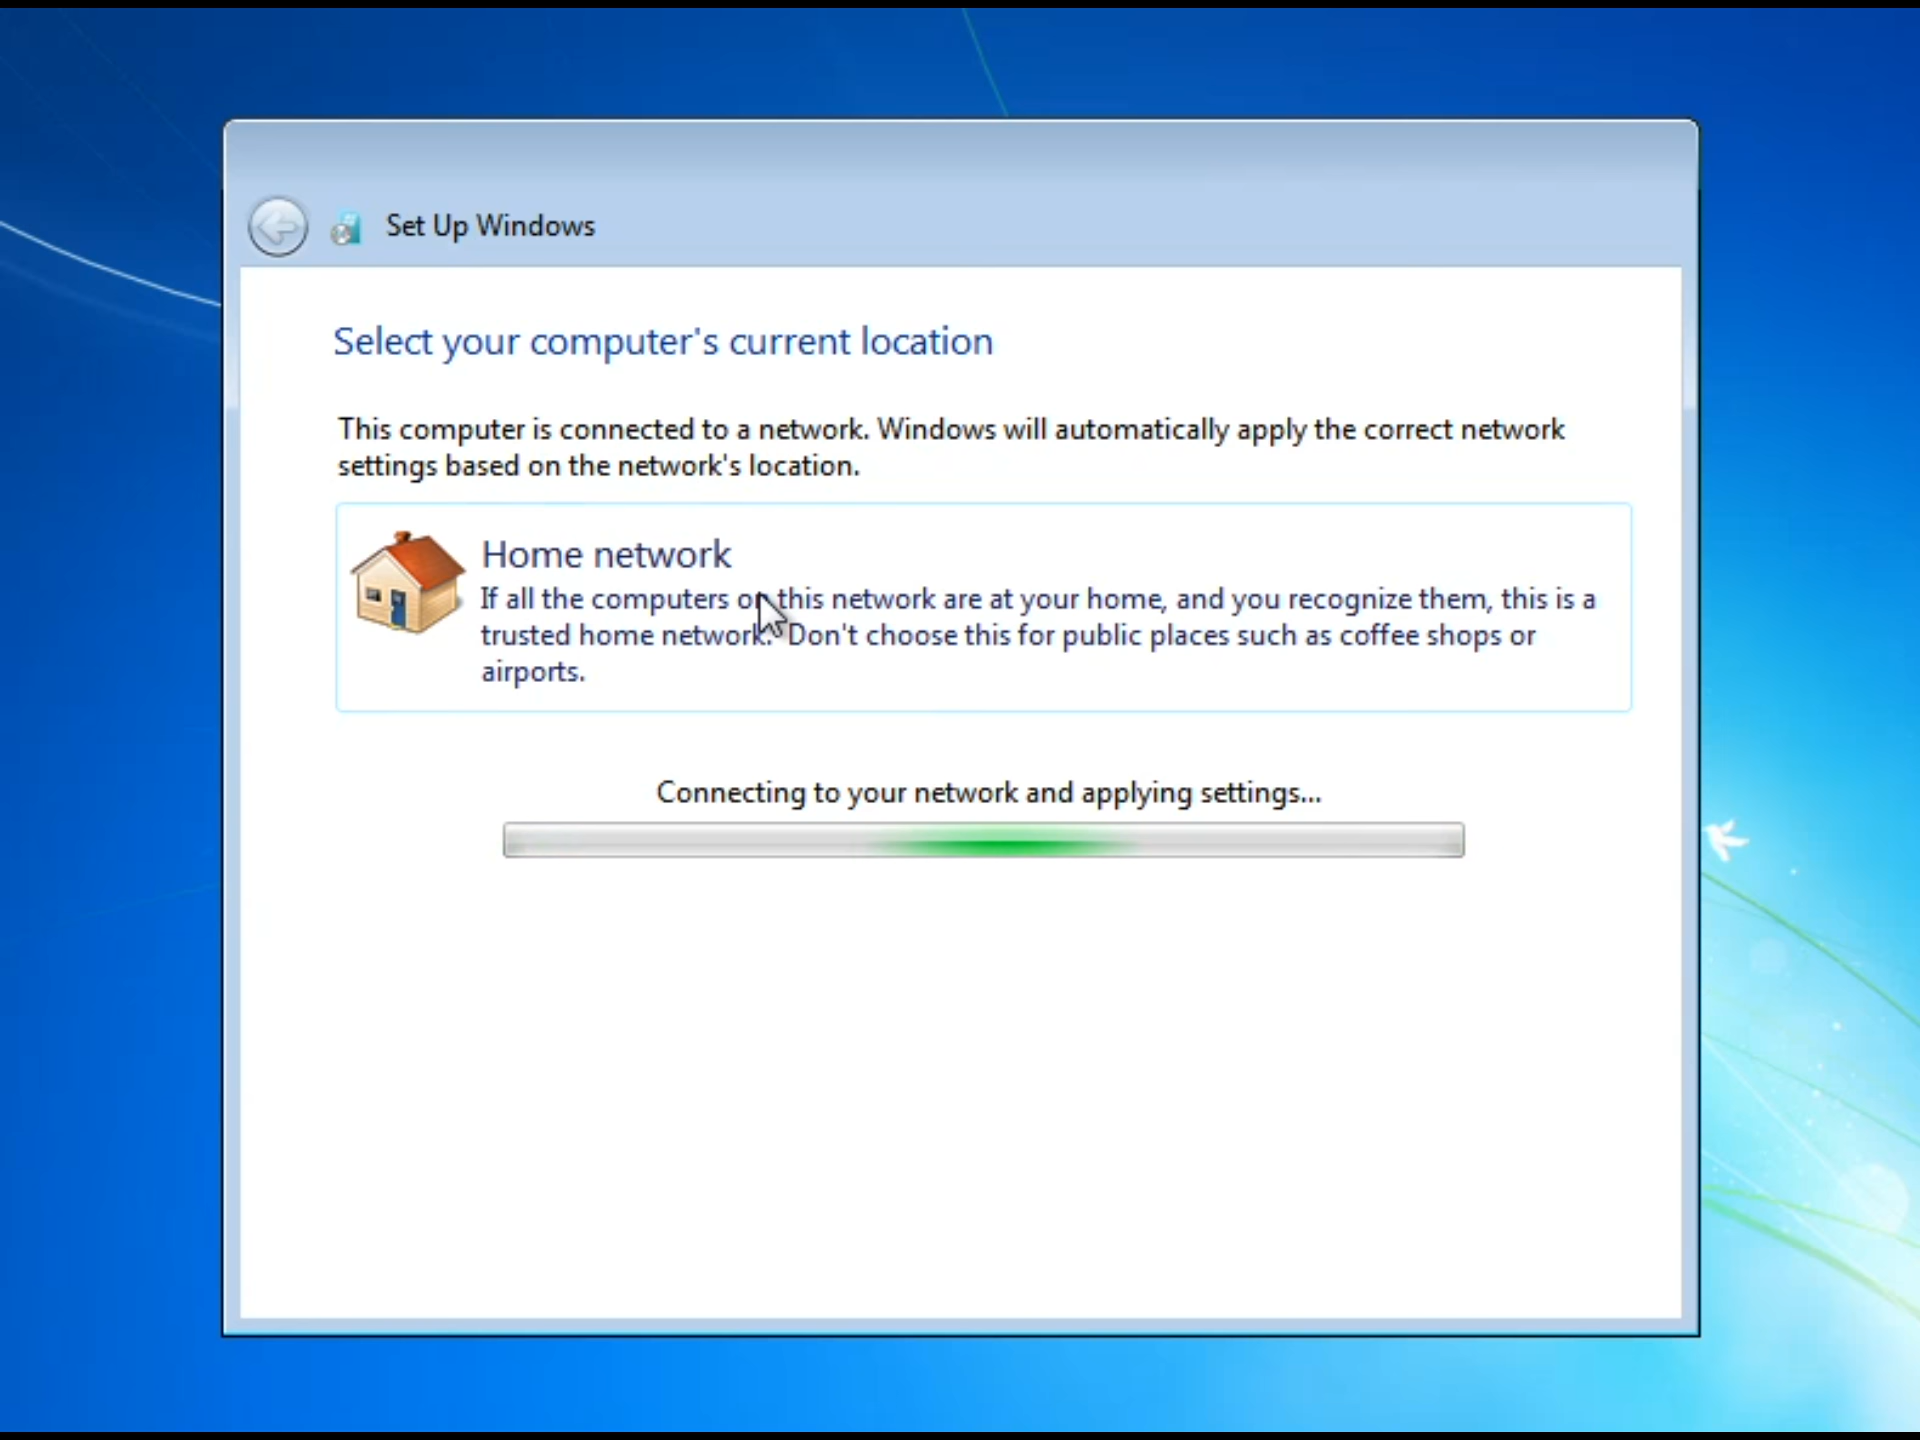 Set Up Windows
Select your computer's current location
This computer is connected to a network. Windows will automatically apply the correct network
settings based on the network's location.
Home network
If all the computers on this network are at your home, and you recognize them, this is a
trusted home network. Don't choose this for public places such as coffee shops or
airports.
Connecting to your network and applying settings...